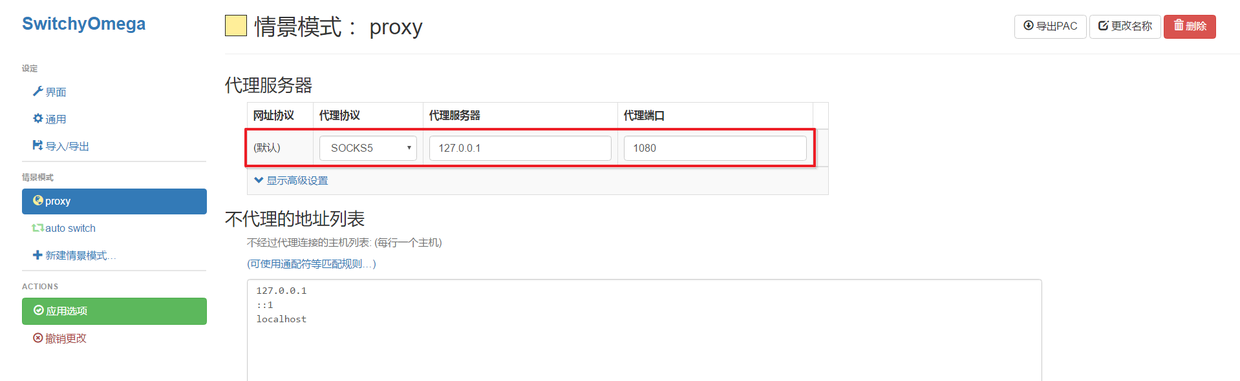 SwitchyOmega
情景模式： proxy
导出PAC 更改名称 删除
设定
界面
通用
导入/导出
情景模式
proxy
auto switch
新建情景模式...
ACTIONS
应用选项
撤销更改
代理服务器
网址协议 代理协议 代理服务器 代理端口
(默认) SOCKS5 127.0.0.1 1080
显示高级设置
不代理的地址列表
不经过代理连接的主机列表: (每行一个主机)
(可使用通配符等匹配规则…)
127.0.0.1
::1
localhost